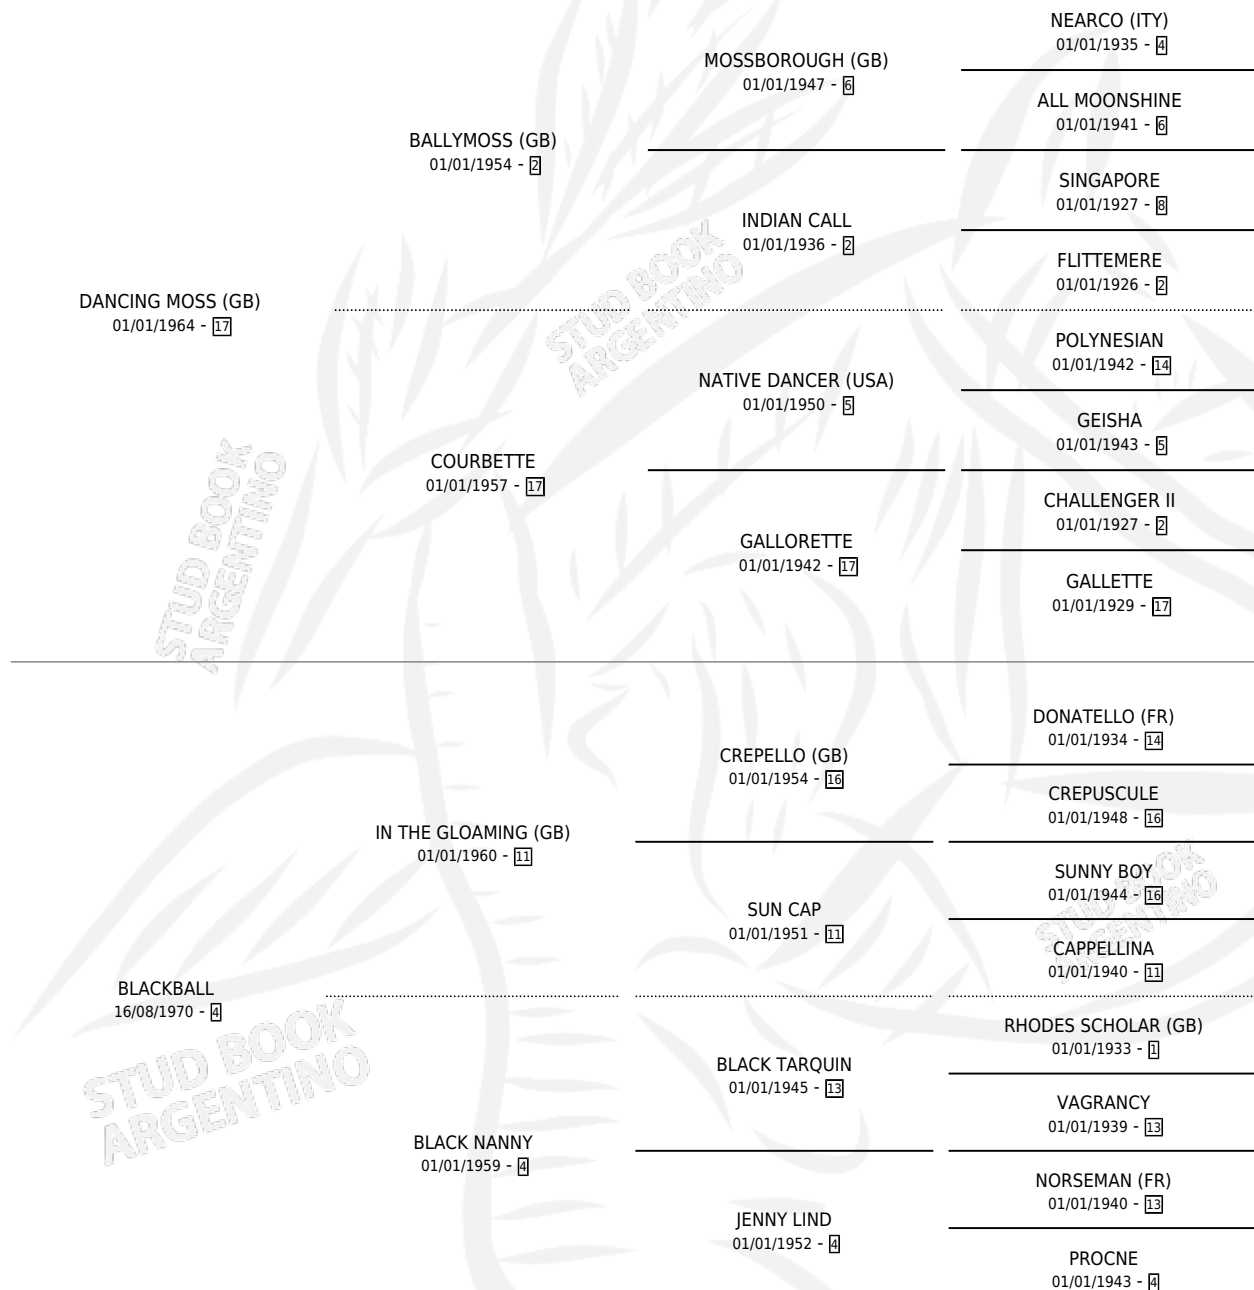 NEARCO (ITY)
01/01/1935 - 4
MOSSBOROUGH (GB)
01/01/1947 - 6
ALL MOONSHINE
01/01/1941 - 6
BALLYMOSS (GB)
01/01/1954 - 2
SINGAPORE
01/01/1927 - 8
INDIAN CALL
01/01/1936 - 2
FLITTEMERE
01/01/1926 - 2
DANCING MOSS (GB)
01/01/1964 - 17
STUD BOOK
ARGENTINO
POLYNESIAN
01/01/1942 - 14
NATIVE DANCER (USA)
01/01/1950 - 5
GEISHA
01/01/1943 - 5
COURBETTE
01/01/1957 - 17
CHALLENGER II
01/01/1927 - 2
GALLORETTE
01/01/1942 - 17
GALLETTE
01/01/1929 - 17
STUD BOOK
ARGENTINO
DONATELLO (FR)
01/01/1934 - 14
CREPELLO (GB)
01/01/1954 - 16
CREPUSCULE
01/01/1948 - 16
IN THE GLOAMING (GB)
01/01/1960 - 11
SUNNY BOY
01/01/1944 - 16
SUN CAP
01/01/1951 - 11
STUD BOOK
ARGENTINO
CAPPELLINA
01/01/1940 - 11
BLACKBALL
16/08/1970 - 4
STUD BOOK
ARGENTINO
RHODES SCHOLAR (GB)
01/01/1933 - 1
BLACK TARQUIN
01/01/1945 - 13
VAGRANCY
01/01/1939 - 13
BLACK NANNY
01/01/1959 - 4
NORSEMAN (FR)
01/01/1940 - 13
JENNY LIND
01/01/1952 - 4
PROCNE
01/01/1943 - 4